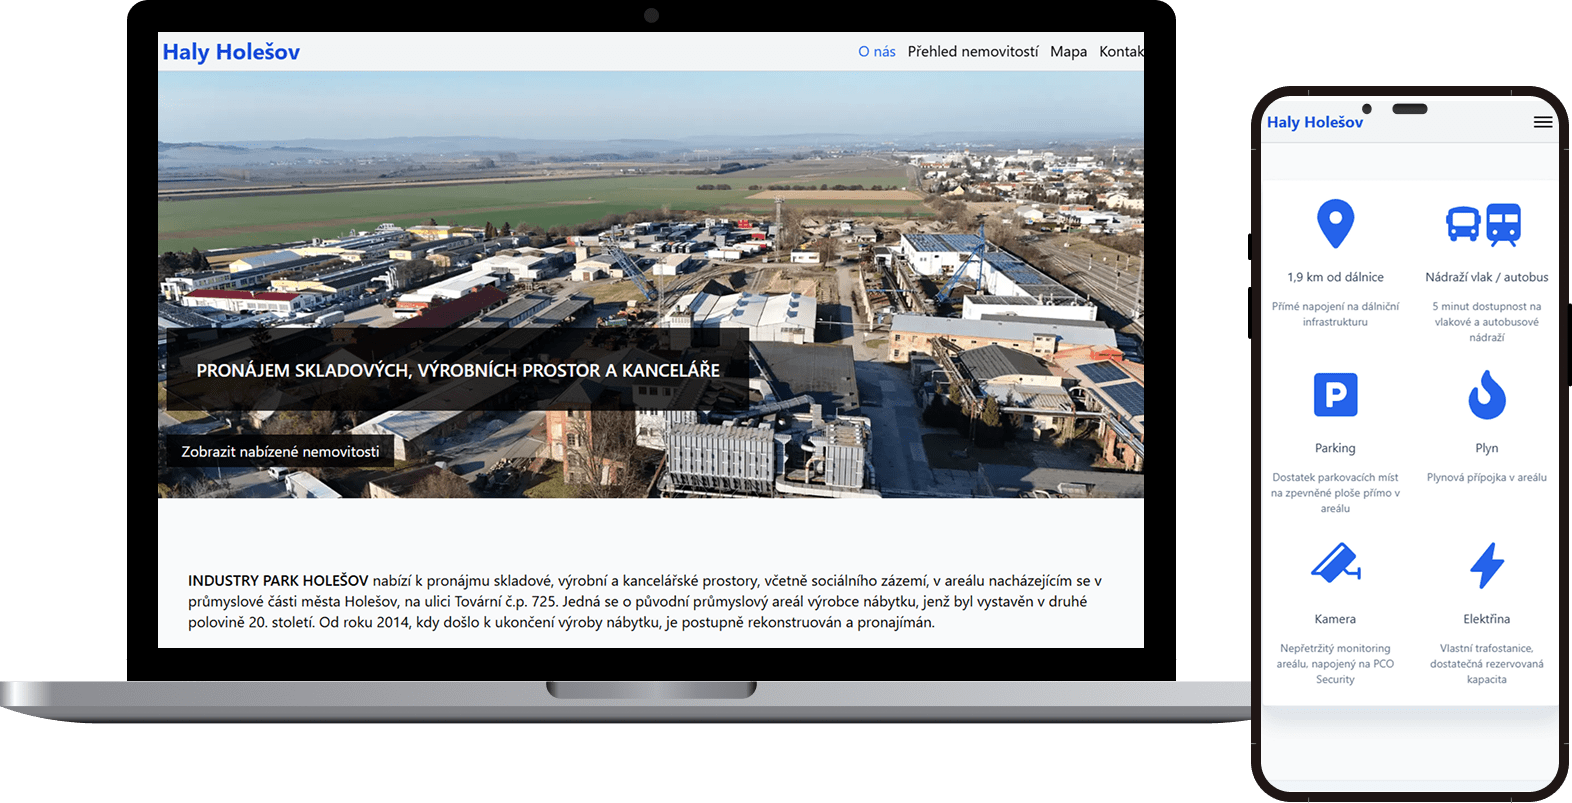 Haly Holešov
O nás Přehled nemovitostí Mapa Kontak
PRONÁJEM SKLADOVÝCH, VÝROBNÍCH PROSTOR A KANCELÁŘE
Zobrazit nabízené nemovitosti
INDUSTRY PARK HOLEŠOV nabízí k pronájmu skladové, výrobní a kancelářské prostory, včetně sociálního zázemí, v areálu nacházejícím se v
průmyslové části města Holešov, na ulici Tovární č.p. 725. Jedná se o původní průmyslový areál výrobce nábytku, jenž byl vystavěn v druhé
polovině 20. století. Od roku 2014, kdy došlo k ukončení výroby nábytku, je postupně rekonstruován a pronajímán.
Haly Holešov
1,9 km od dálnice
Přímé napojení na dálniční
infrastrukturu
Nádraží vlak / autobus
5 minut dostupnost na
vlakové a autobusové
nádraží
P
Parking
Dostatek parkovacích míst
na zpevněné ploše přímo v
areálu
Plyn
Plynová přípojka v areálu
Kamera
Nepřetržitý monitoring
areálu, napojený na PCO
Security
Elektřina
Vlastní trafostanice,
dostatečná rezervovaná
kapacita